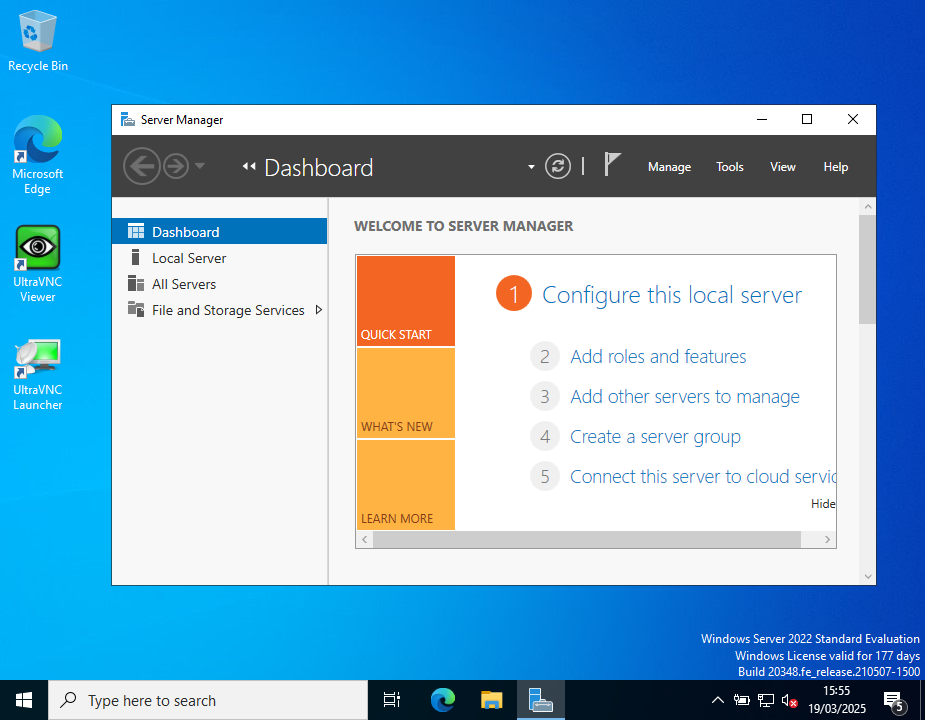 Recycle Bin
Microsoft
Edge
UltraVNC
Viewer
UltraVNC
Launcher
Server Manager
Dashboard
Manage
Tools
View
Help
Dashboard
Local Server
All Servers
File and Storage Services
WELCOME TO SERVER MANAGER
QUICK START
WHAT'S NEW
LEARN MORE
1 Configure this local server
2 Add roles and features
3 Add other servers to manage
4 Create a server group
5 Connect this server to cloud servic
Hide
Windows Server 2022 Standard Evaluation
Windows License valid for 177 days
Build 20348.fe_release.210507-1500
Type here to search
15:55
19/03/2025
5